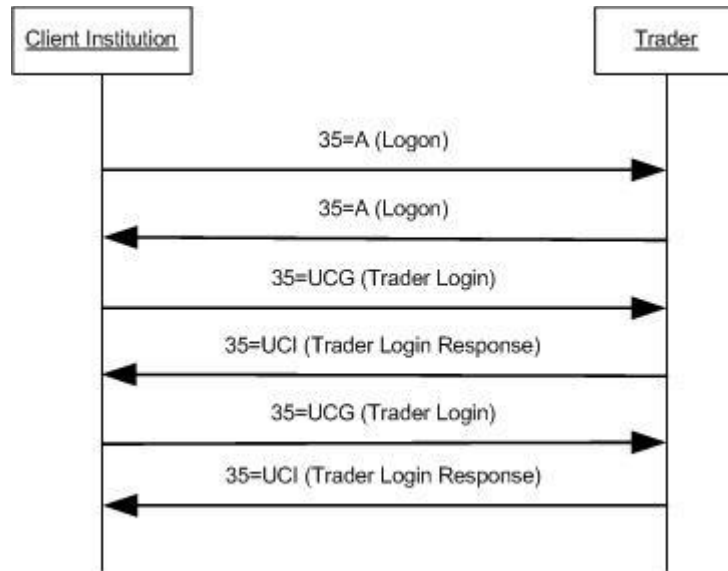 Client Institution
Trader
35=A (Logon)
35=A (Logon)
35=UCG (Trader Login)
35=UCI (Trader Login Response)
35=UCG (Trader Login)
35=UCI (Trader Login Response)